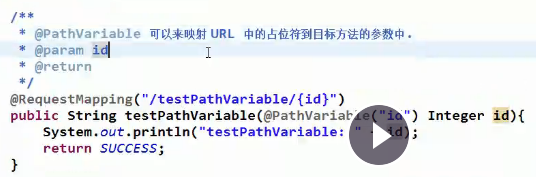 /**
* @PathVariable 可以来映射 URL 中的占位符到目标方法的参数中.
* @param id
* @return
*/
@RequestMapping("/testPathVariable/{id}")
public String testPathVariable(@PathVariable("id") Integer id){
System.out.println("testPathVariable: " + id);
return SUCCESS;
}